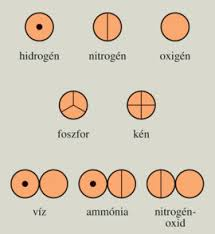 hidrogén nitrogén oxigén
foszfor kén
víz ammónia nitrogén-
oxid